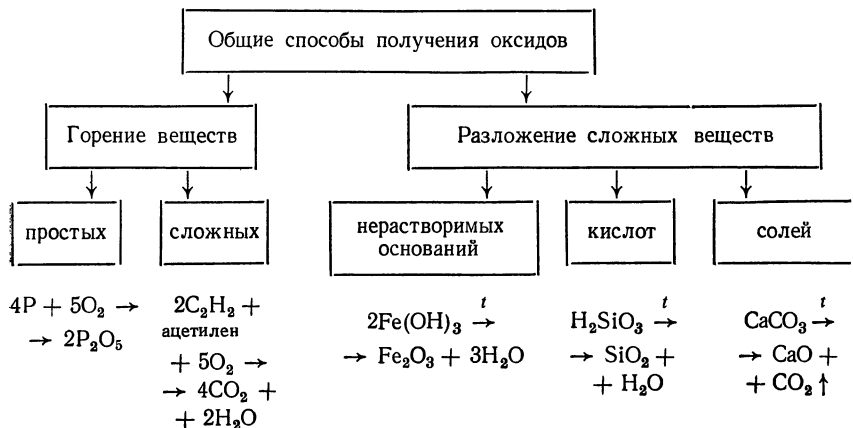 Общие способы получения оксидов
Горение веществ
Разложение сложных веществ
простых
сложных
нерастворимых
оснований
кислот
солей
4P + 5O₂ →
→ 2P₂O₅
2C₂H₂ +
ацетилен
+ 5O₂ →
→ 4CO₂ +
+ 2H₂O
2Fe(OH)₃ t→
→ Fe₂O₃ + 3H₂O
H₂SiO₃ t→
→ SiO₂ +
+ H₂O
CaCO₃ t→
→ CaO +
+ CO₂ ↑